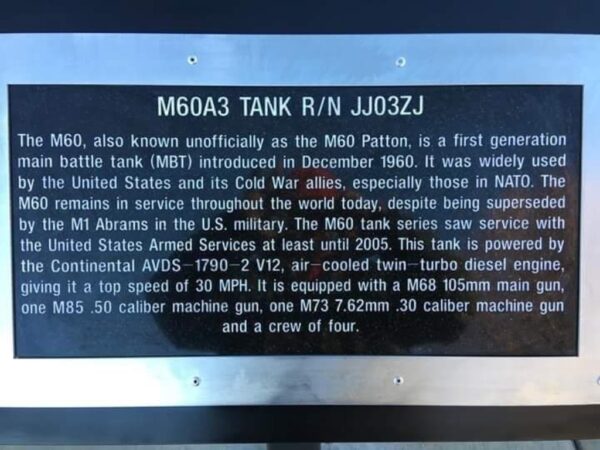 M60A3 TANK R/N JJ03ZJ
The M60, also known unofficially as the M60 Patton, is a first generation
main battle tank (MBT) introduced in December 1960. It was widely used
by the United States and its Cold War allies, especially those in NATO. The
M60 remains in service throughout the world today, despite being superseded
by the M1 Abrams in the U.S. military. The M60 tank series saw service with
the United States Armed Services at least until 2005. This tank is powered by
the Continental AVDS-1790-2 V12, air-cooled twin-turbo diesel engine,
giving it a top speed of 30 MPH. It is equipped with a M68 105mm main gun,
one M85 .50 caliber machine gun, one M73 7.62mm .30 caliber machine gun
and a crew of four.